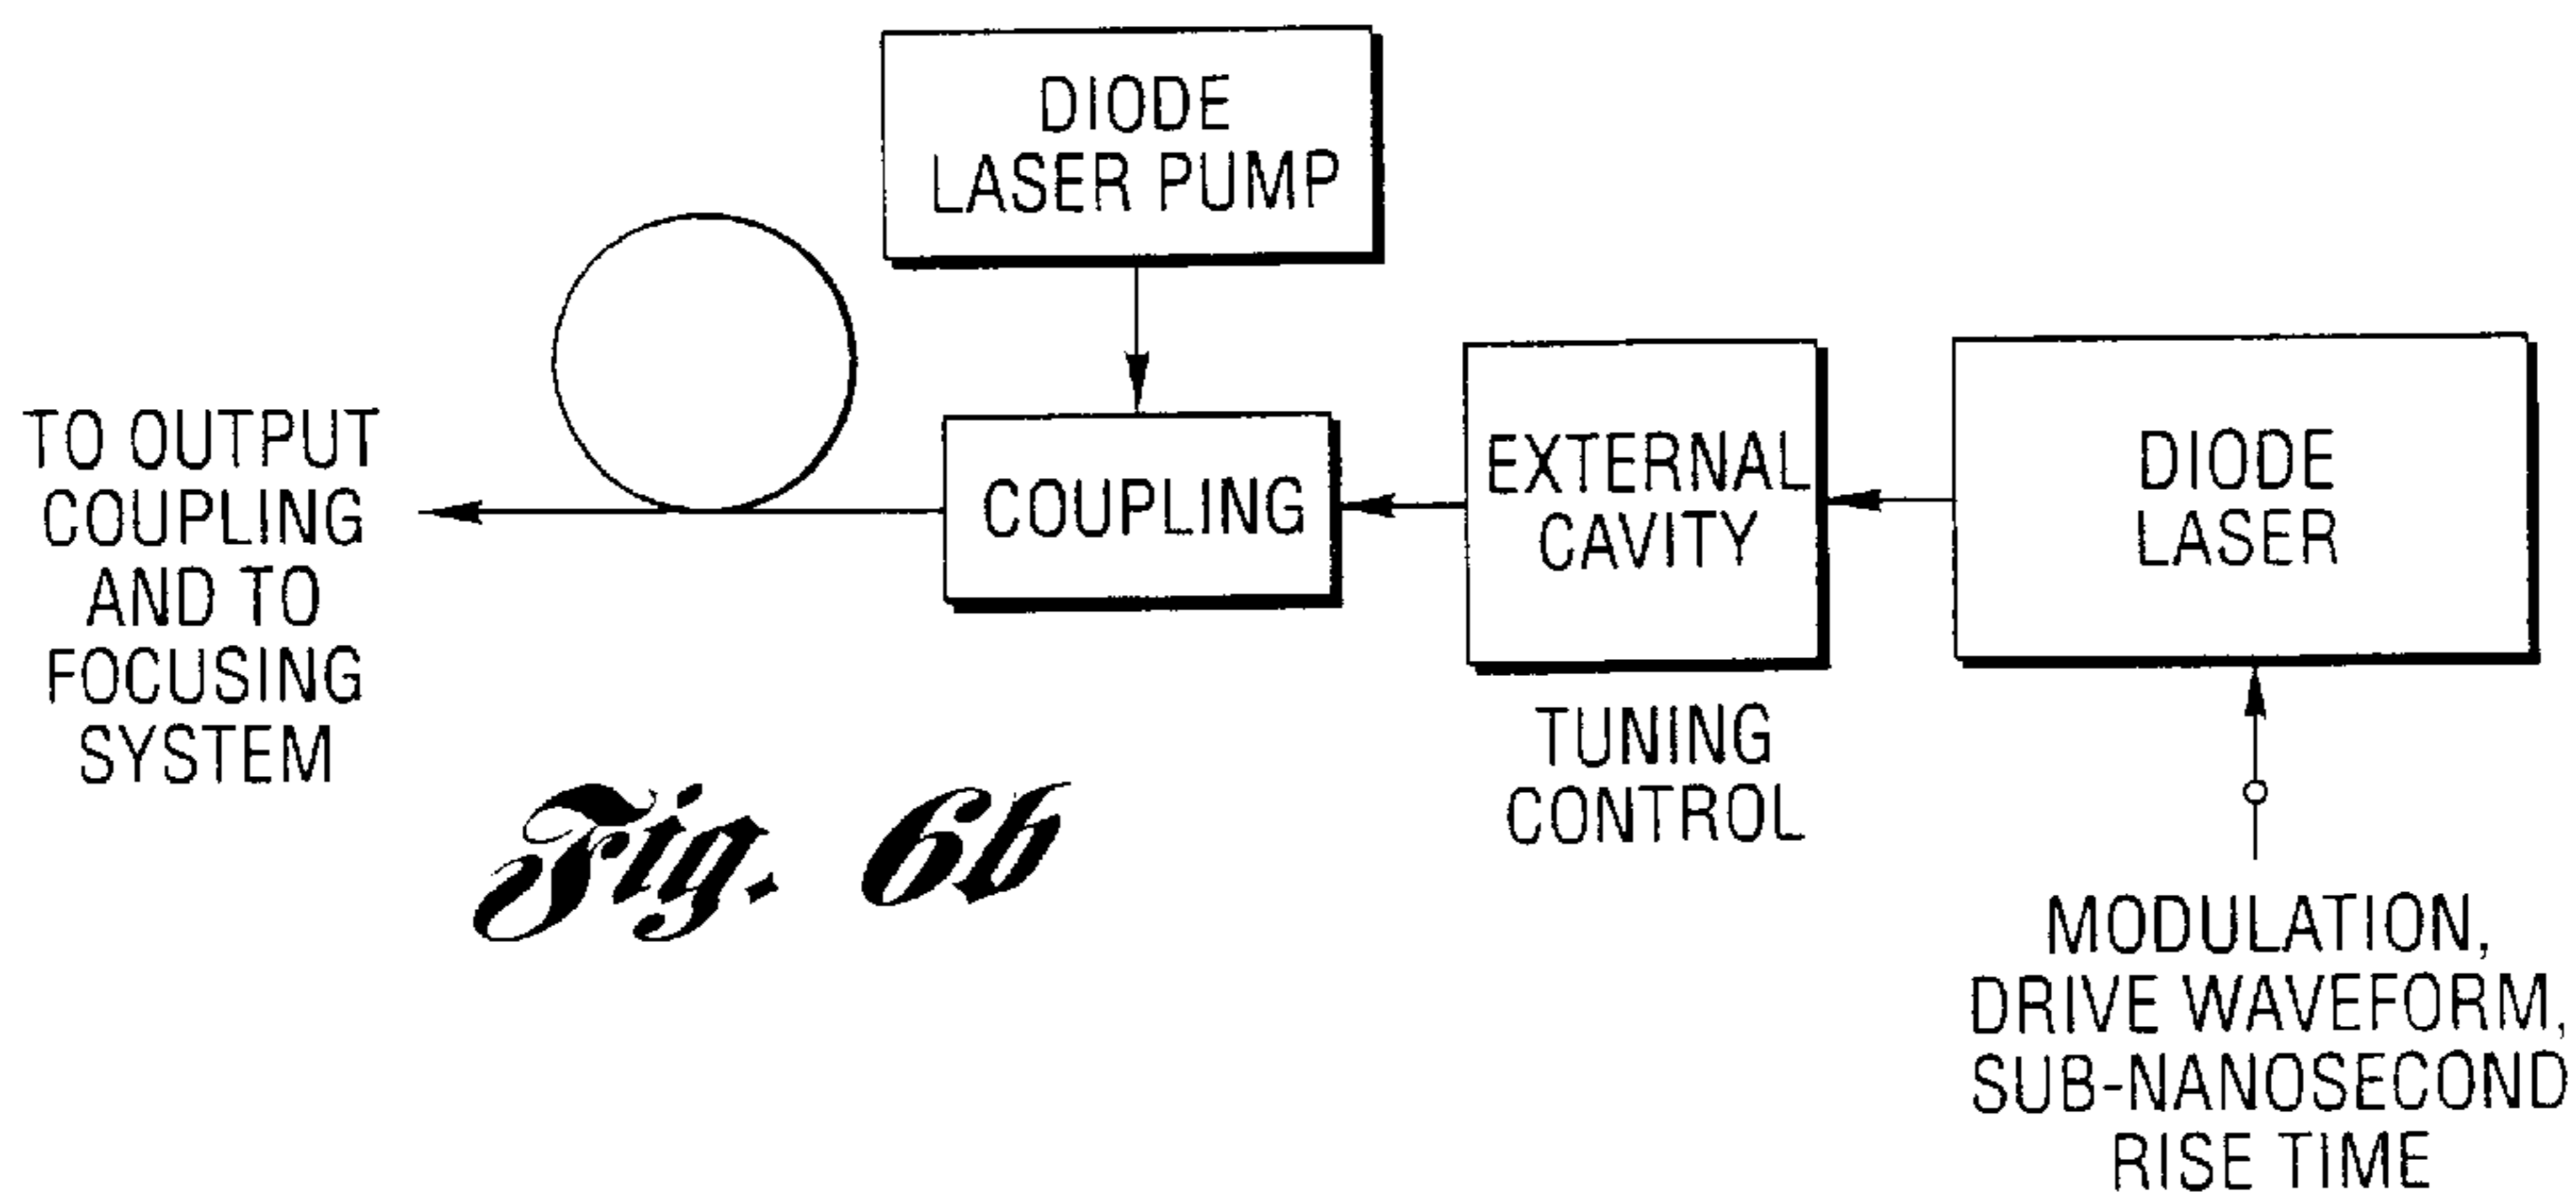 DIODE
LASER PUMP
TO OUTPUT
COUPLING
AND TO
FOCUSING
SYSTEM
COUPLING
EXTERNAL
CAVITY
TUNING
CONTROL
DIODE
LASER
MODULATION,
DRIVE WAVEFORM,
SUB-NANOSECOND
RISE TIME
Fig. 6b